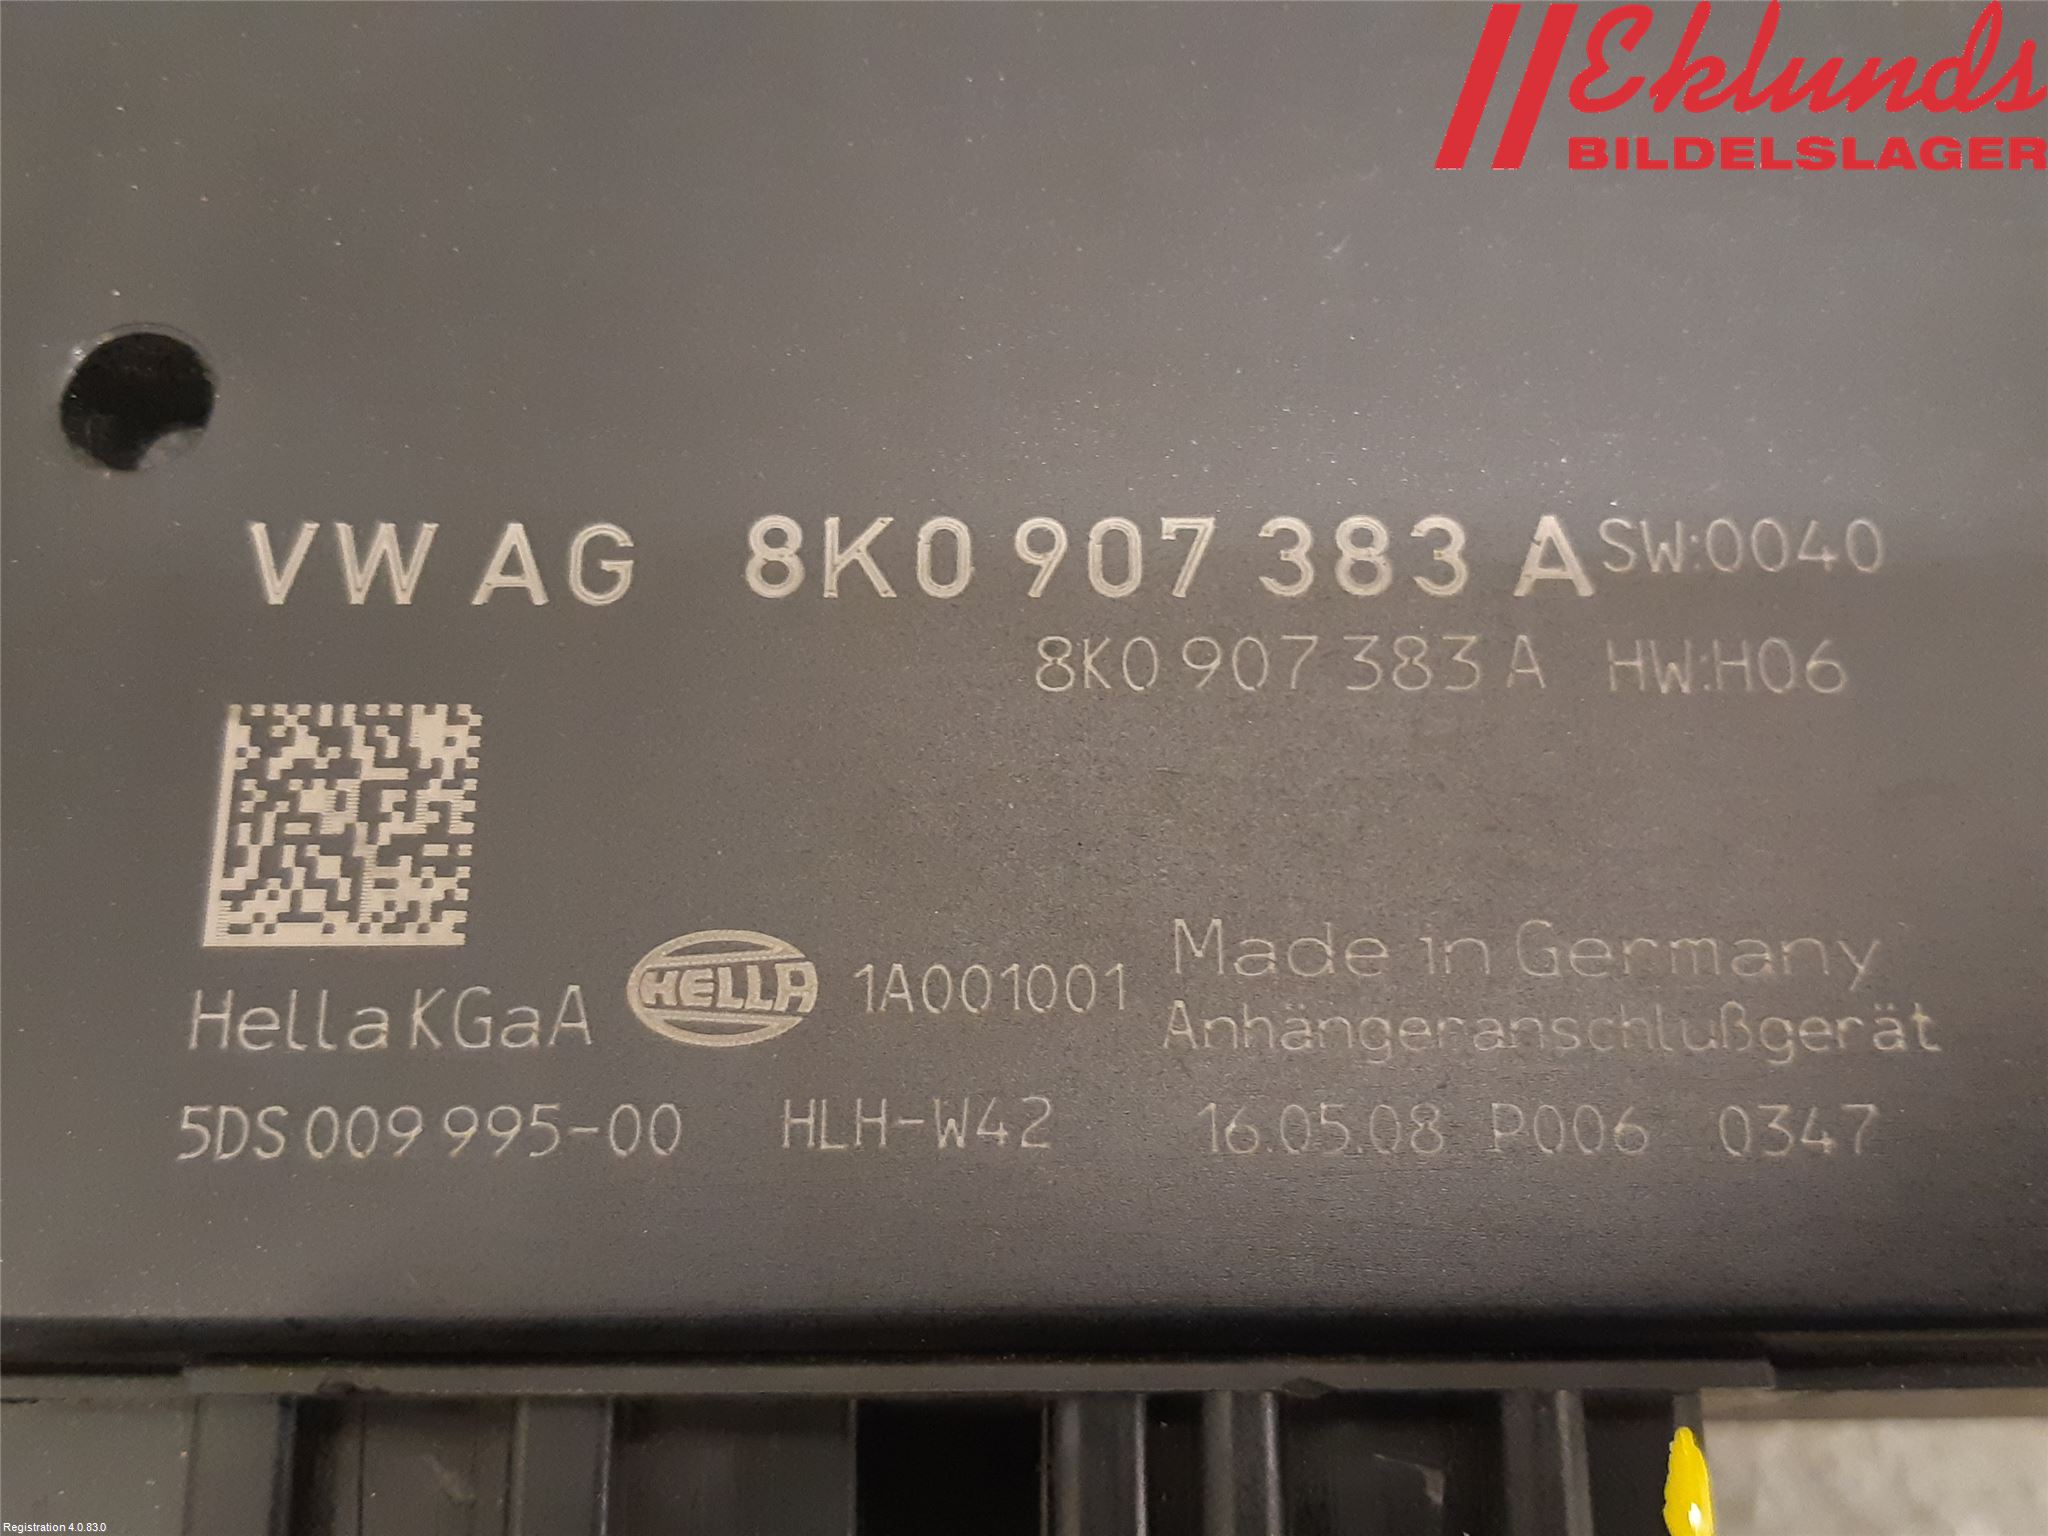 Eklunds
BILDELSLAGER
VW AG 8K0 907 383 A SW:0040
8K0 907 383 A HW:H06
Hella KGaA HELLA 1A001001 Made in Germany
Anhängeranschlußgerät
5DS 009 995-00 HLH-W42 16.05.08 P006 0347
Registration 4.0.83.0